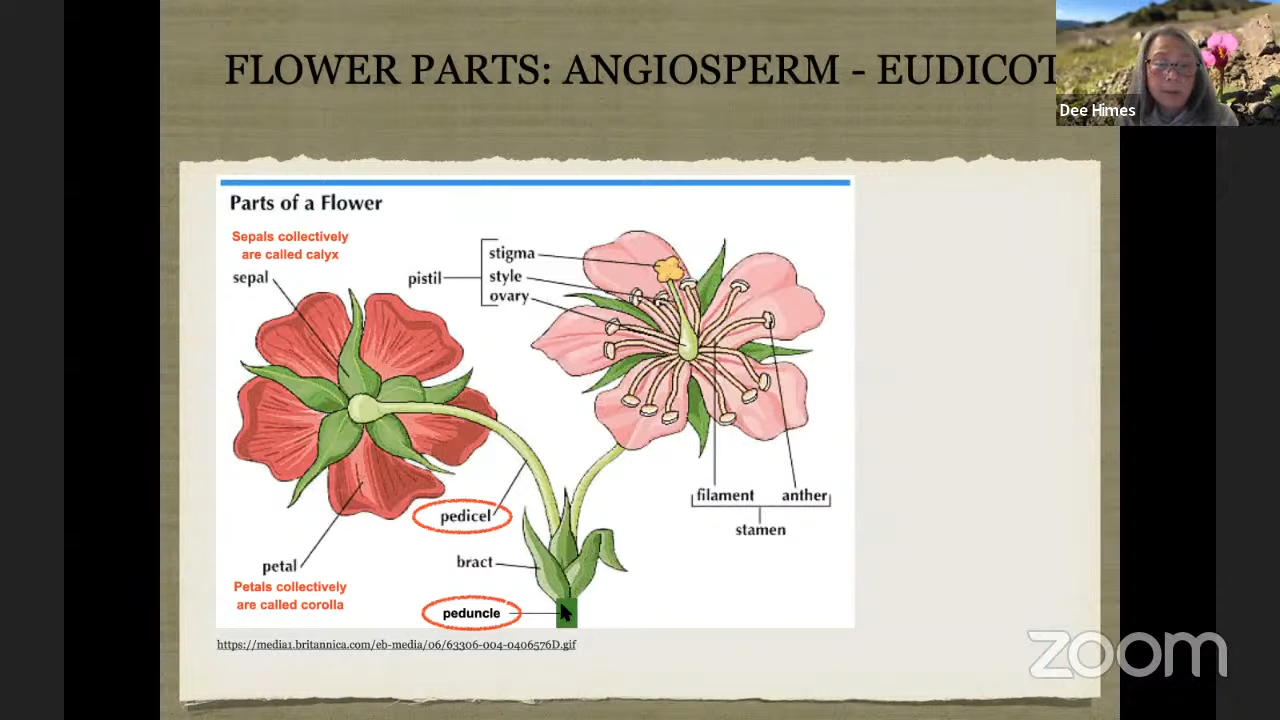 FLOWER PARTS: ANGIOSPERM - EUDICOT
Dee Himes
Parts of a Flower
Sepals collectively
are called calyx
sepal
pistil
stigma
style
ovary
filament
anther
stamen
pedicel
bract
petal
Petals collectively
are called corolla
peduncle
https://media1.britannica.com/eb-media/06/63306-004-0406576D.gif
zoom